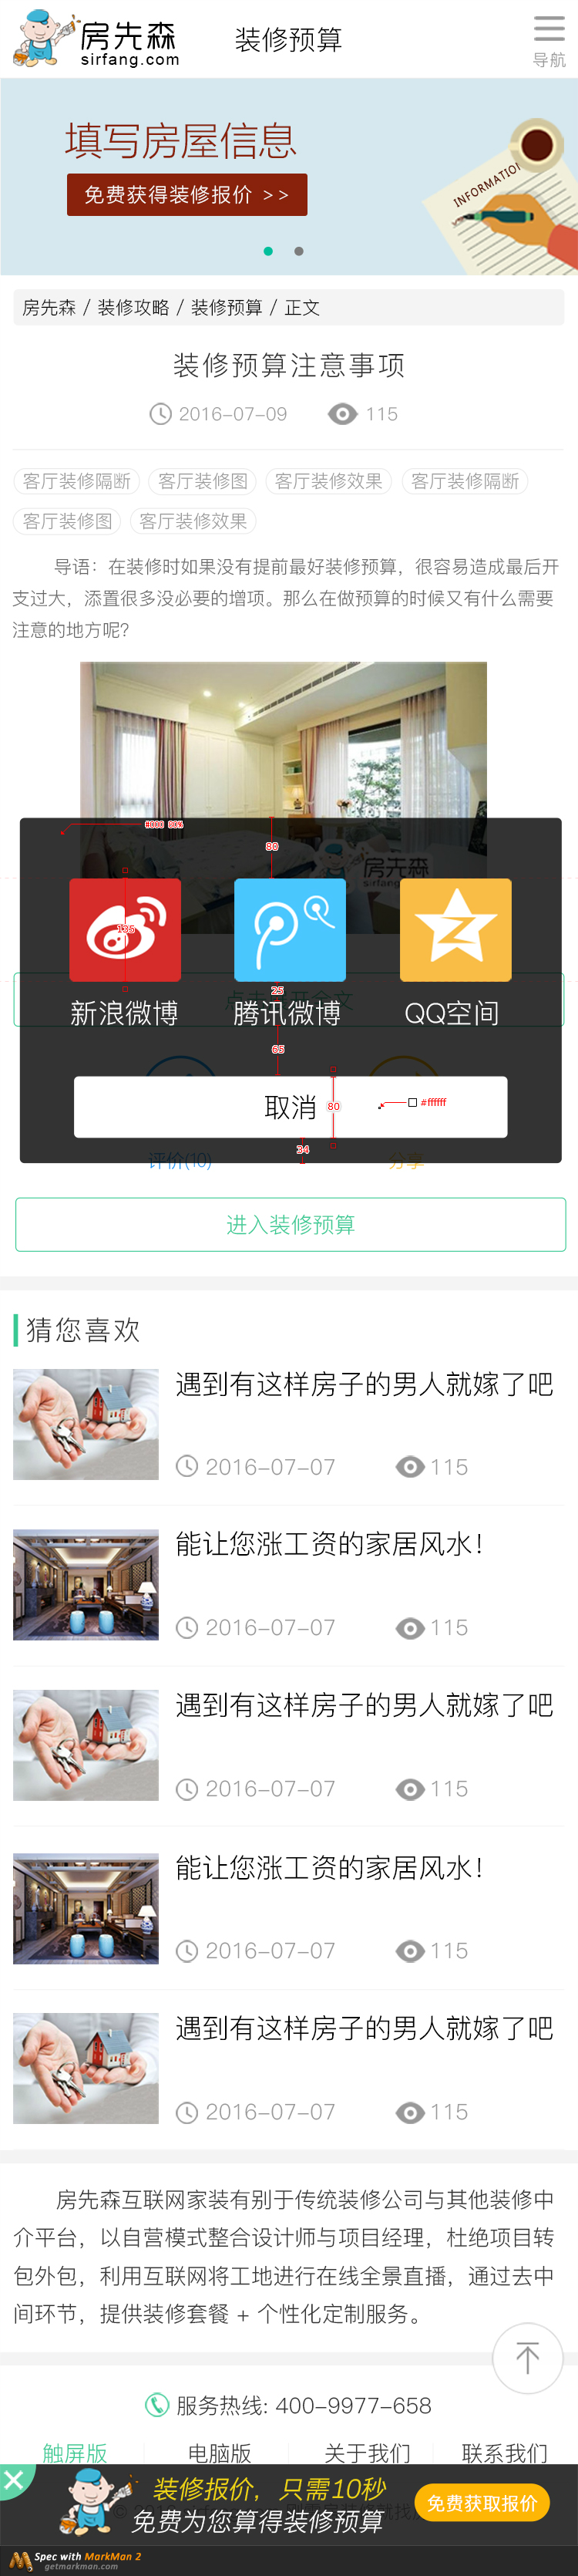 房先森
sirfang.com
装修预算
导航
填写房屋信息
免费获得装修报价 >>
INFORMATION
房先森 / 装修攻略 / 装修预算 / 正文
装修预算注意事项
2016-07-09 115
客厅装修隔断 客厅装修图 客厅装修效果 客厅装修隔断
客厅装修图 客厅装修效果
导语：在装修时如果没有提前最好装修预算，很容易造成最后开
支过大，添置很多没必要的增项。那么在做预算的时候又有什么需要
注意的地方呢？
80
房先森
sirfang.com
135
25
新浪微博 腾讯微博 QQ空间
65
取消
80
#ffffff
34
评价(10) 分享
进入装修预算
猜您喜欢
遇到有这样房子的男人就嫁了吧
2016-07-07 115
能让您涨工资的家居风水！
2016-07-07 115
遇到有这样房子的男人就嫁了吧
2016-07-07 115
能让您涨工资的家居风水！
2016-07-07 115
遇到有这样房子的男人就嫁了吧
2016-07-07 115
房先森互联网家装有别于传统装修公司与其他装修中
介平台，以自营模式整合设计师与项目经理，杜绝项目转
包外包，利用互联网将工地进行在线全景直播，通过去中
间环节，提供装修套餐 + 个性化定制服务。
服务热线: 400-9977-658
触屏版 电脑版 关于我们 联系我们
装修报价，只需10秒
免费为您算得装修预算
免费获取报价
Spec with MarkMan 2
getmarkman.com